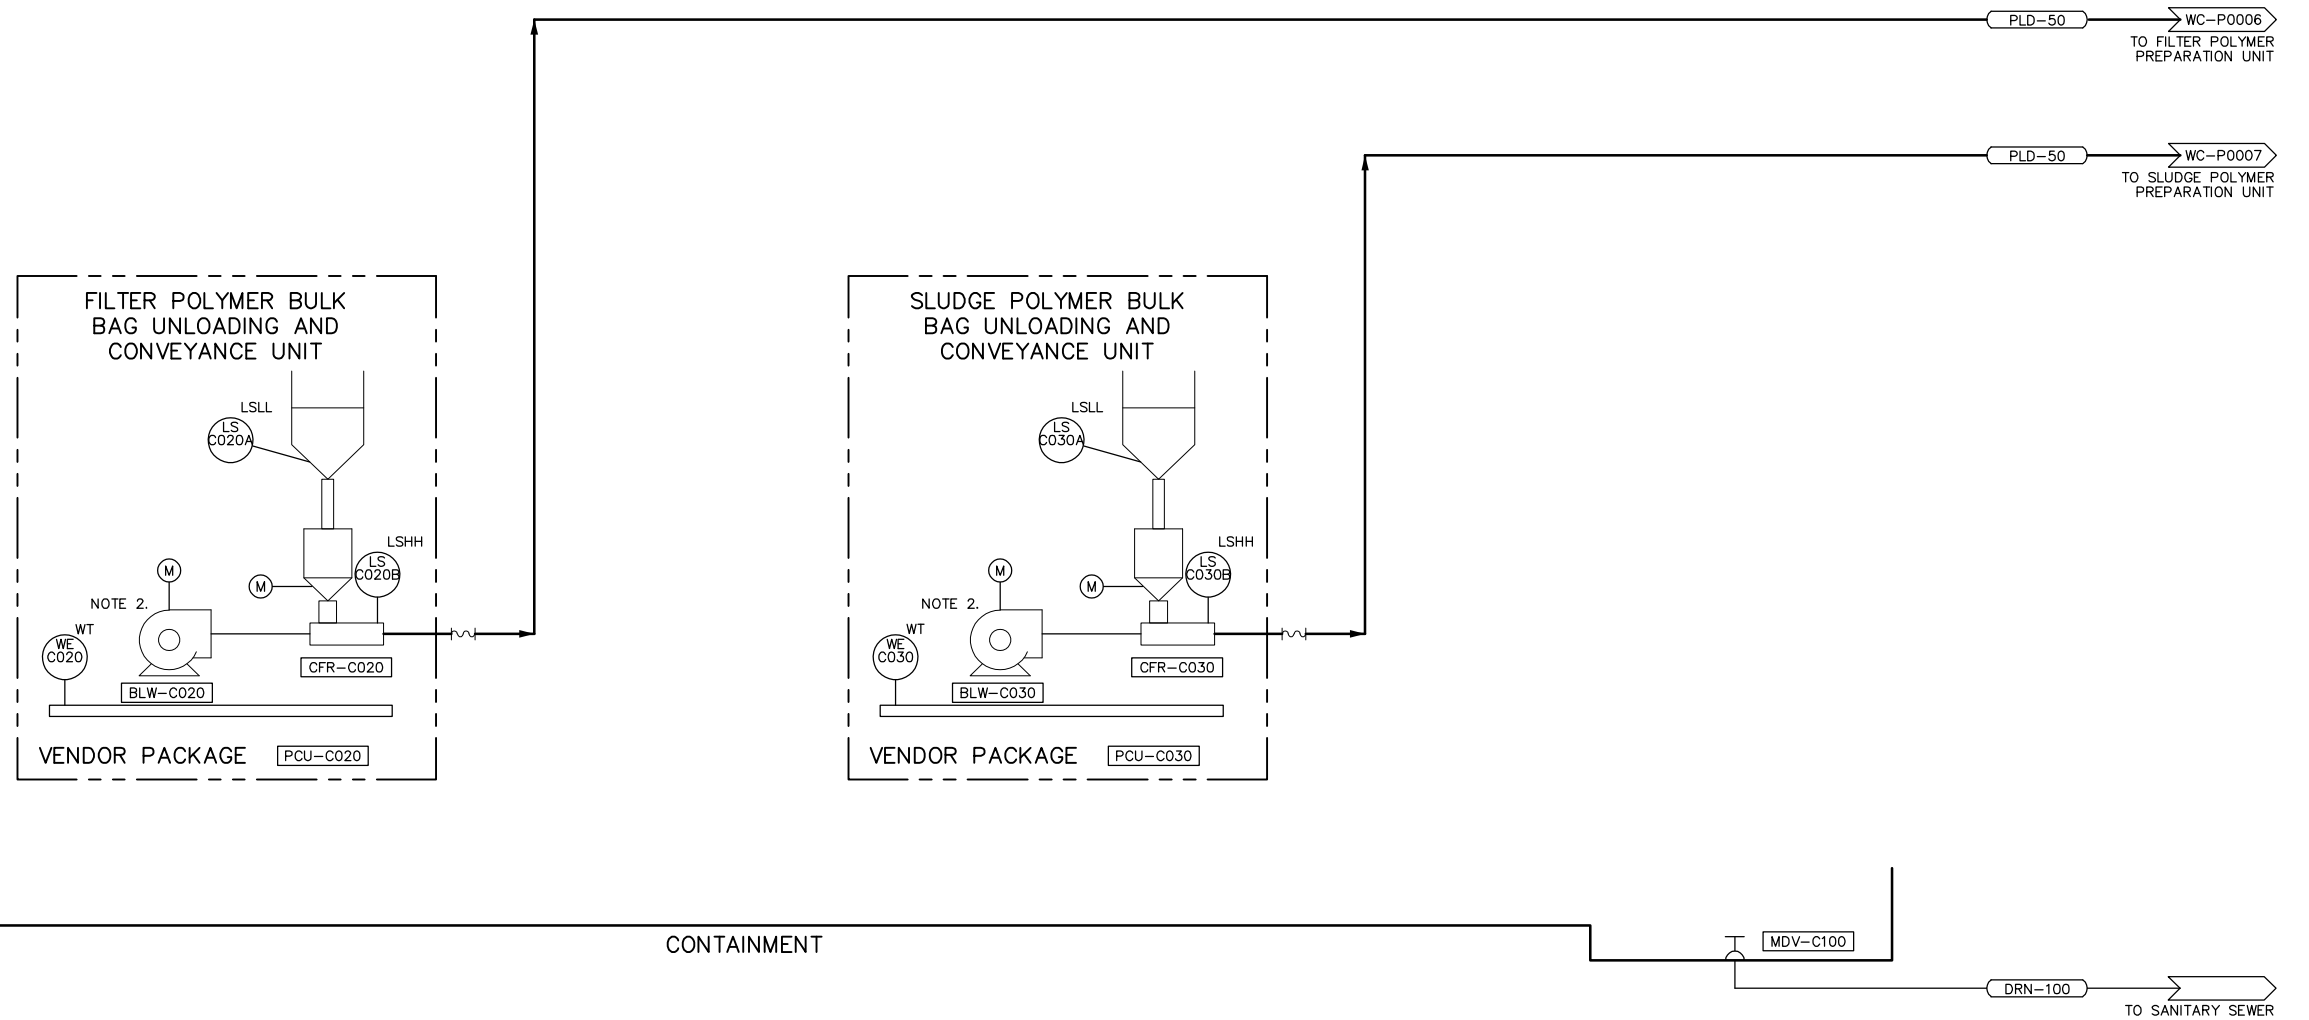 PLD-50
WC-P0006
TO FILTER POLYMER
PREPARATION UNIT
PLD-50
WC-P0007
TO SLUDGE POLYMER
PREPARATION UNIT
FILTER POLYMER BULK
BAG UNLOADING AND
CONVEYANCE UNIT
LSLL
LS
C020A
LSHH
LS
C020B
M
M
NOTE 2.
WT
WE
C020
CFR-C020
BLW-C020
VENDOR PACKAGE
PCU-C020
SLUDGE POLYMER BULK
BAG UNLOADING AND
CONVEYANCE UNIT
LSLL
LS
C030A
LSHH
LS
C030B
M
M
NOTE 2.
WT
WE
C030
CFR-C030
BLW-C030
VENDOR PACKAGE
PCU-C030
CONTAINMENT
MDV-C100
DRN-100
TO SANITARY SEWER